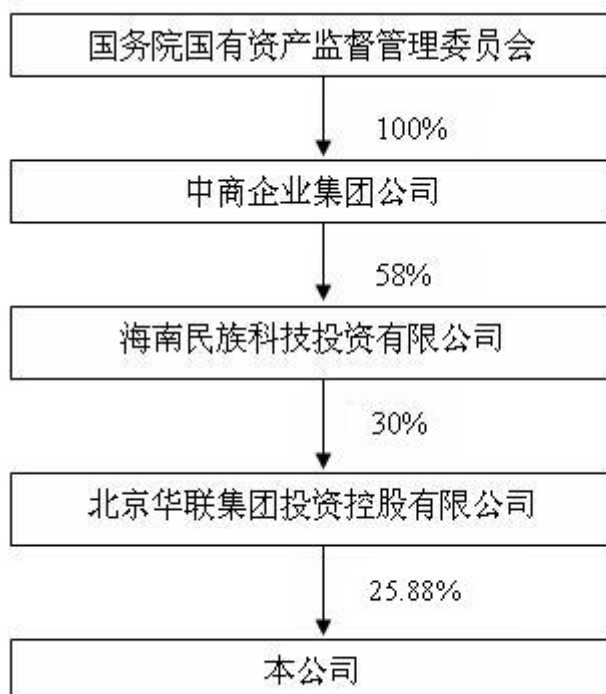 国务院国有资产监督管理委员会
100%
中商企业集团公司
58%
海南民族科技投资有限公司
30%
北京华联集团投资控股有限公司
25.88%
本公司